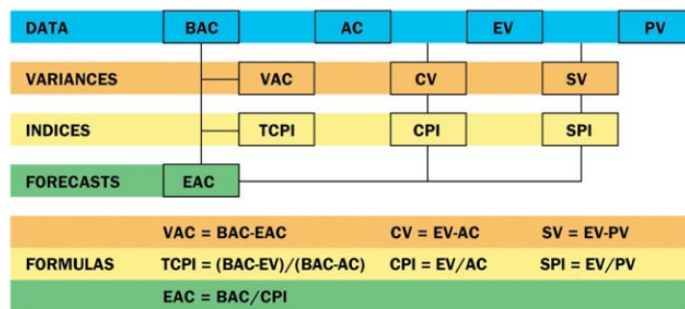 DATA BAC AC EV PV
VARIANCES VAC CV SV
INDICES TCPI CPI SPI
FORECASTS EAC
VAC = BAC-EAC CV = EV-AC SV = EV-PV
FORMULAS TCPI = (BAC-EV)/(BAC-AC) CPI = EV/AC SPI = EV/PV
EAC = BAC/CPI